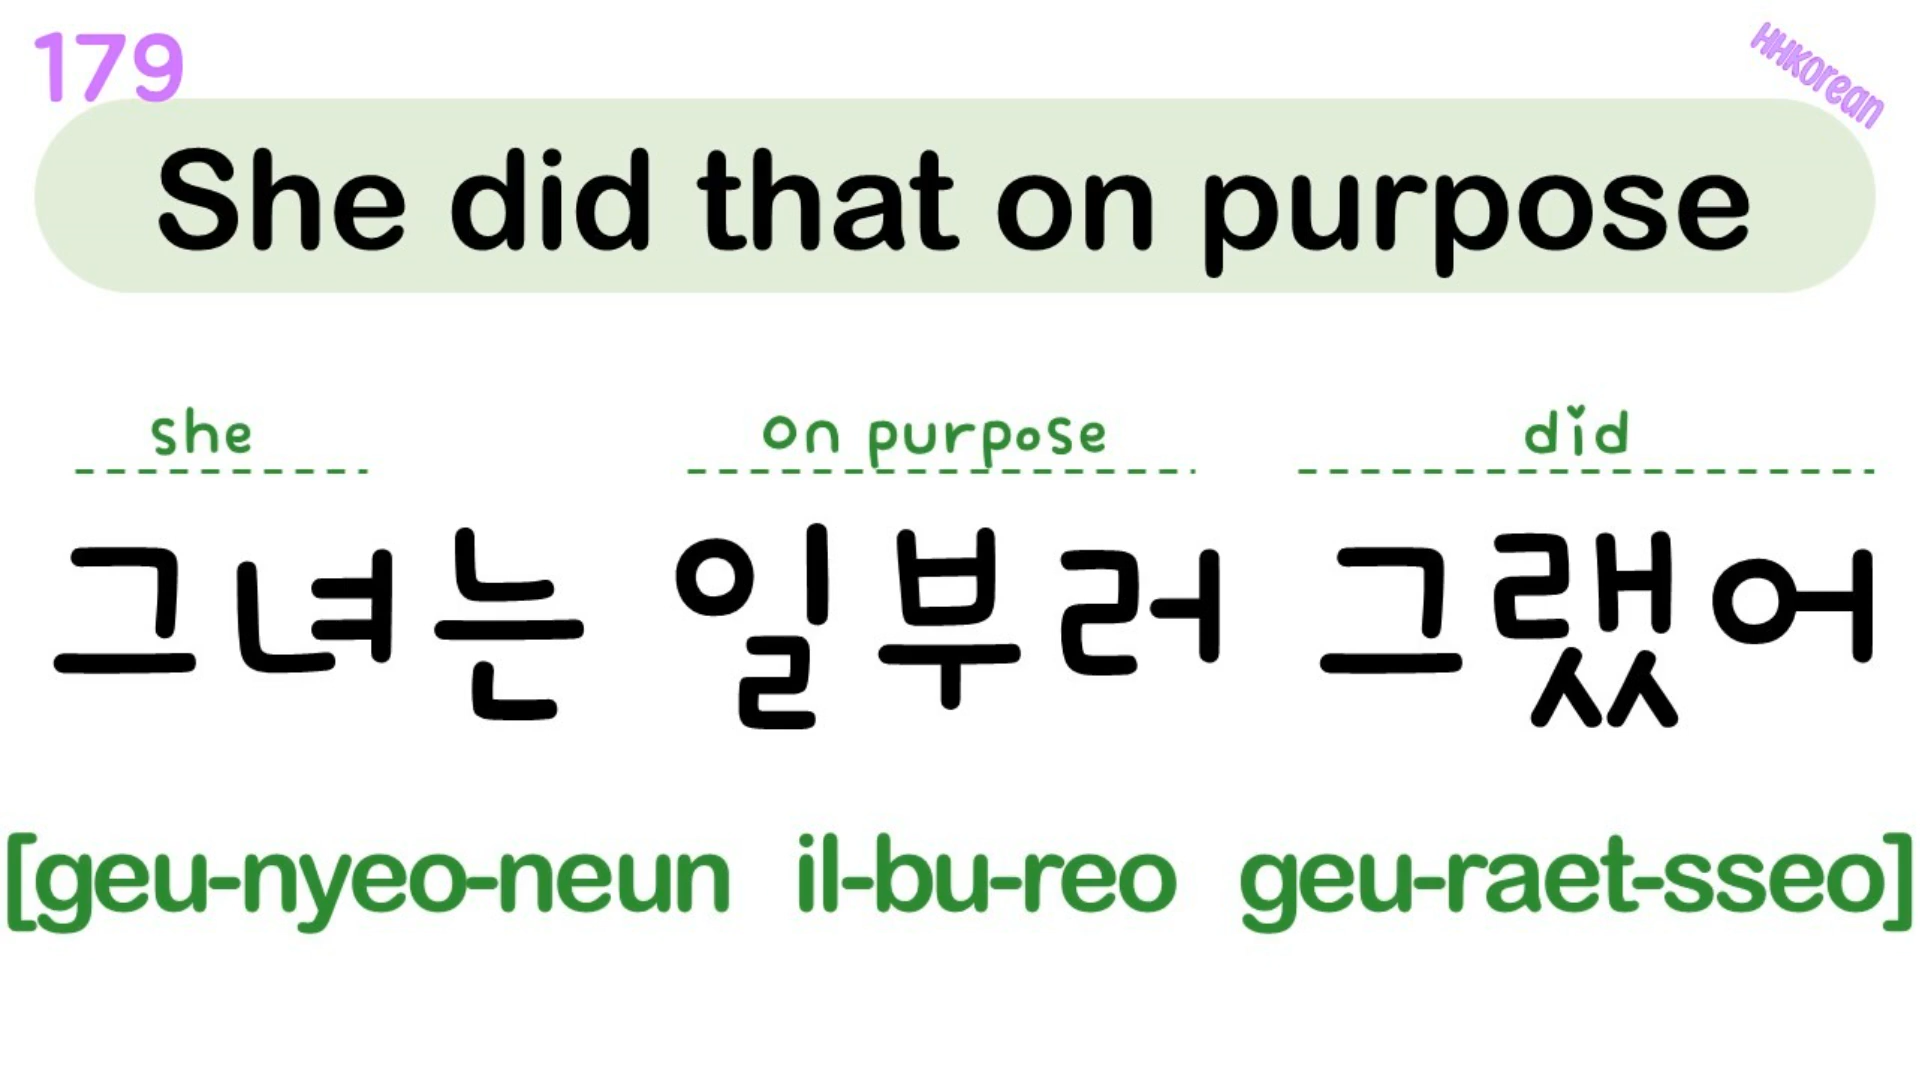 179
HHKorean
She did that on purpose
she on purpose did
그녀는 일부러 그랬어
[geu-nyeo-neun il-bu-reo geu-raet-sseo]